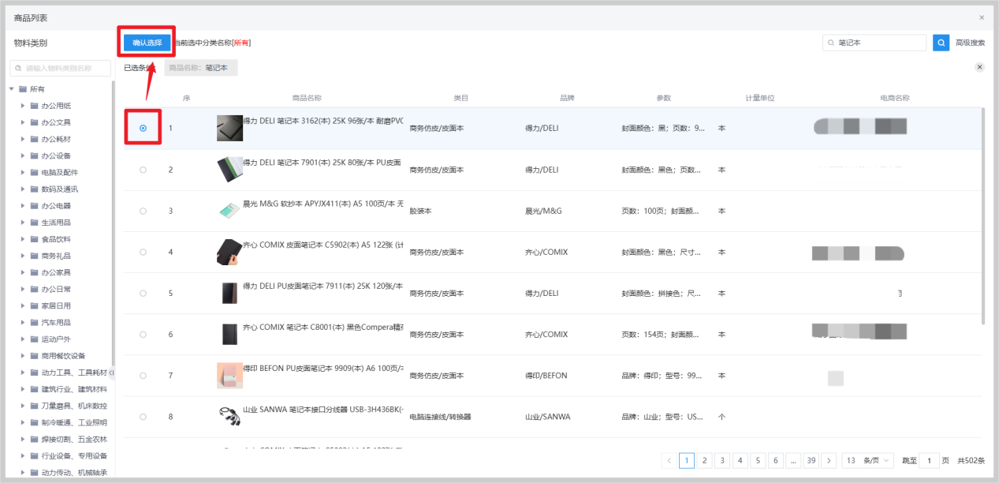 商品列表
物料类别
确认选择
当前选中分类名称[所有]
笔记本
高级搜索
请输入物料类别名称
已选条件:
商品名称: 笔记本
所有
办公用纸
办公文具
办公耗材
办公设备
电脑及配件
数码及通讯
办公电器
生活用品
食品饮料
商务礼品
办公家具
办公日常
家居日用
汽车用品
运动户外
商用餐饮设备
动力工具、工具耗材
建筑行业、建筑材料
刀量磨具、机床数控
制冷暖通、工业照明
焊接切割、五金农林
行业设备、专用设备
动力传动、机械轴承
序 商品名称 类目 品牌 参数 计量单位 电商名称
1 得力 DELI 笔记本 3162(本) 25K 96张/本 耐磨PVC 商务仿皮/皮面本 得力/DELI 封面颜色：黑；页数：9... 本
2 得力 DELI 笔记本 7901(本) 25K 80张/本 PU皮面 商务仿皮/皮面本 得力/DELI 封面颜色：黑色；页数... 本
3 晨光 M&G 软抄本 APYJX411(本) A5 100页/本 无 胶装本 晨光/M&G 页数：100页；封面颜... 本
4 齐心 COMIX 皮面笔记本 C5902(本) A5 122张 (计 商务仿皮/皮面本 齐心/COMIX 封面颜色：黑色；尺寸... 本
5 得力 DELI PU皮面笔记本 7911(本) 25K 120张/本 商务仿皮/皮面本 得力/DELI 封面颜色：拼接色；尺... 本
6 齐心 COMIX 笔记本 C8001(本) 黑色Compera精 商务仿皮/皮面本 齐心/COMIX 页数：154页；封面颜... 本
7 得印 BEFON PU皮面笔记本 9909(本) A6 100页/本 商务仿皮/皮面本 得印/BEFON 品牌：得印；型号：99... 本
8 山业 SANWA 笔记本接口分线器 USB-3H436BK( 电脑连接线/转换器 山业/SANWA 品牌：山业；型号：US... 个
1 2 3 4 5 6 ... 39 13 条/页 跳至 1 页 共502条